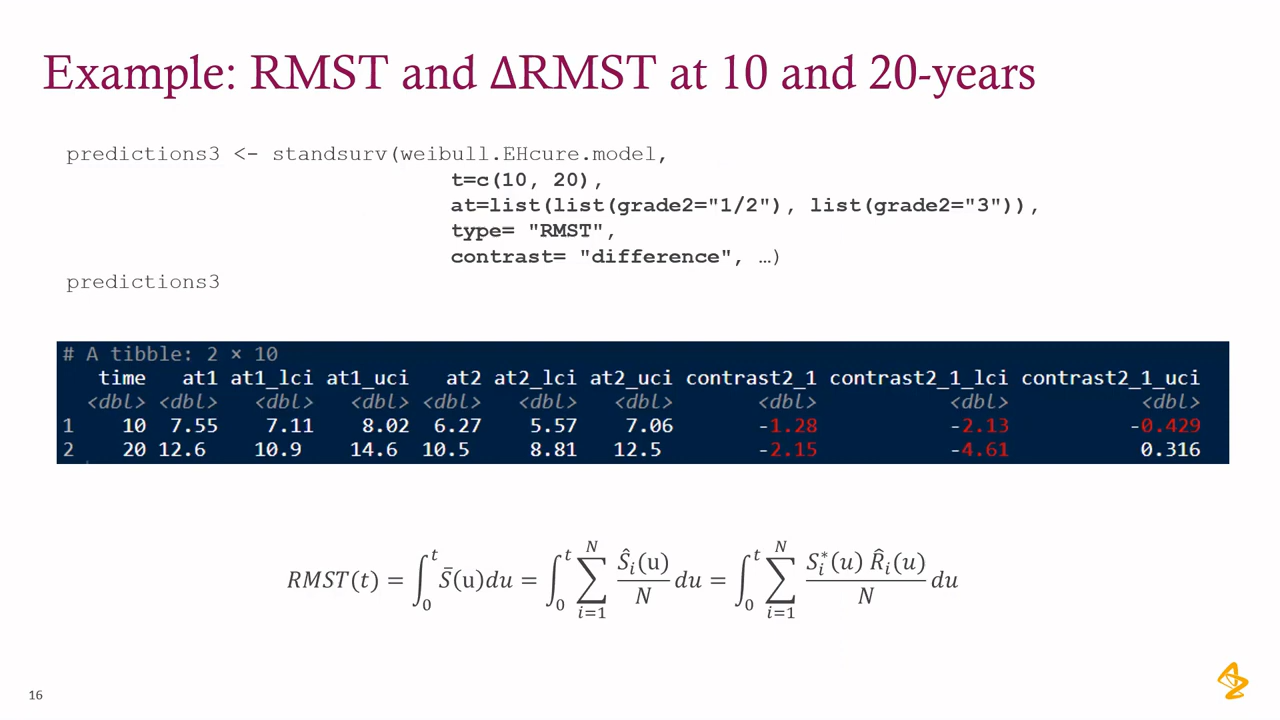 Example: RMST and ΔRMST at 10 and 20-years
predictions3 <- standsurv(weibull.EHcure.model,
t=c(10, 20),
at=list(list(grade2="1/2"), list(grade2="3")),
type= "RMST",
contrast= "difference", …)
predictions3
# A tibble: 2 × 10
time at1 at1_lci at1_uci at2 at2_lci at2_uci contrast2_1 contrast2_1_lci contrast2_1_uci
<dbl> <dbl> <dbl> <dbl> <dbl> <dbl> <dbl> <dbl> <dbl> <dbl>
1 10 7.55 7.11 8.02 6.27 5.57 7.06 -1.28 -2.13 -0.429
2 20 12.6 10.9 14.6 10.5 8.81 12.5 -2.15 -4.61 0.316
RMST(t) = ∫₀ᵗ S̄(u)du = ∫₀ᵗ ∑ᵢ₌₁ᴺ Ŝᵢ(u)/N du = ∫₀ᵗ ∑ᵢ₌₁ᴺ Sᵢ*(u) R̂ᵢ(u)/N du
16